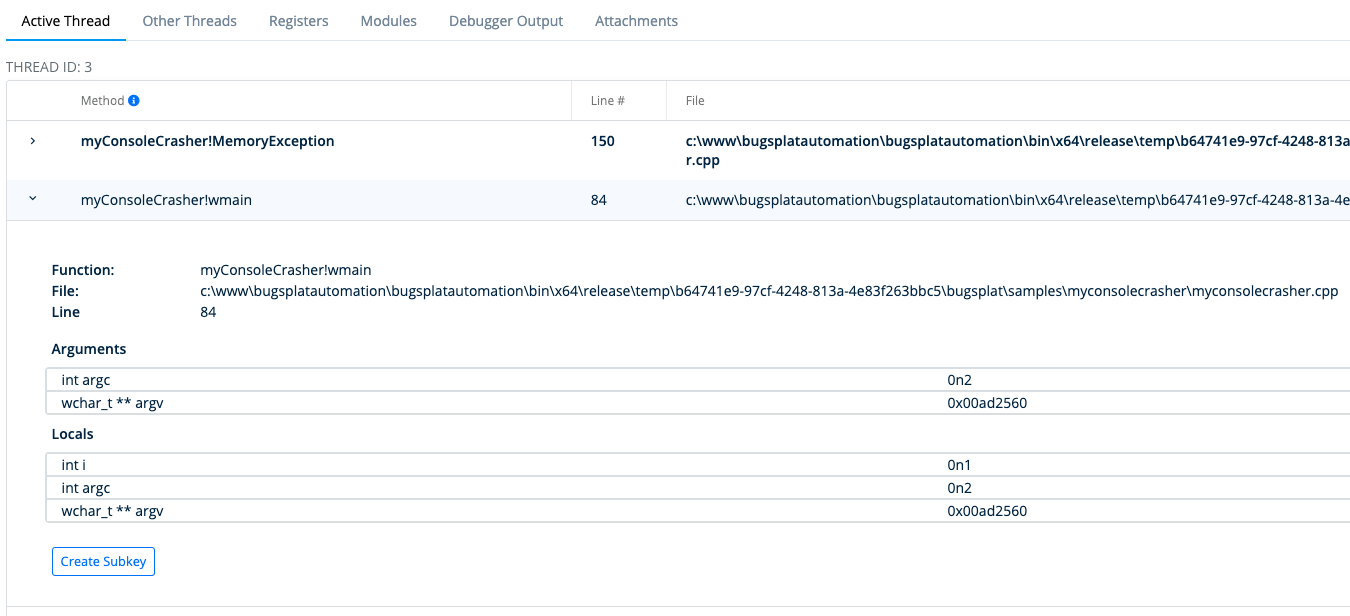 Active Thread Other Threads Registers Modules Debugger Output Attachments
THREAD ID: 3
Method Line # File
myConsoleCrasher!MemoryException 150 c:\www\bugsplatautomation\bugsplatautomation\bin\x64\release\temp\b64741e9-97cf-4248-813a
r.cpp
myConsoleCrasher!wmain 84 c:\www\bugsplatautomation\bugsplatautomation\bin\x64\release\temp\b64741e9-97cf-4248-813a-4e
Function: myConsoleCrasher!wmain
File: c:\www\bugsplatautomation\bugsplatautomation\bin\x64\release\temp\b64741e9-97cf-4248-813a-4e83f263bbc5\bugsplat\samples\myconsolecrasher\myconsolecrasher.cpp
Line 84
Arguments
int argc 0n2
wchar_t ** argv 0x00ad2560
Locals
int i 0n1
int argc 0n2
wchar_t ** argv 0x00ad2560
Create Subkey